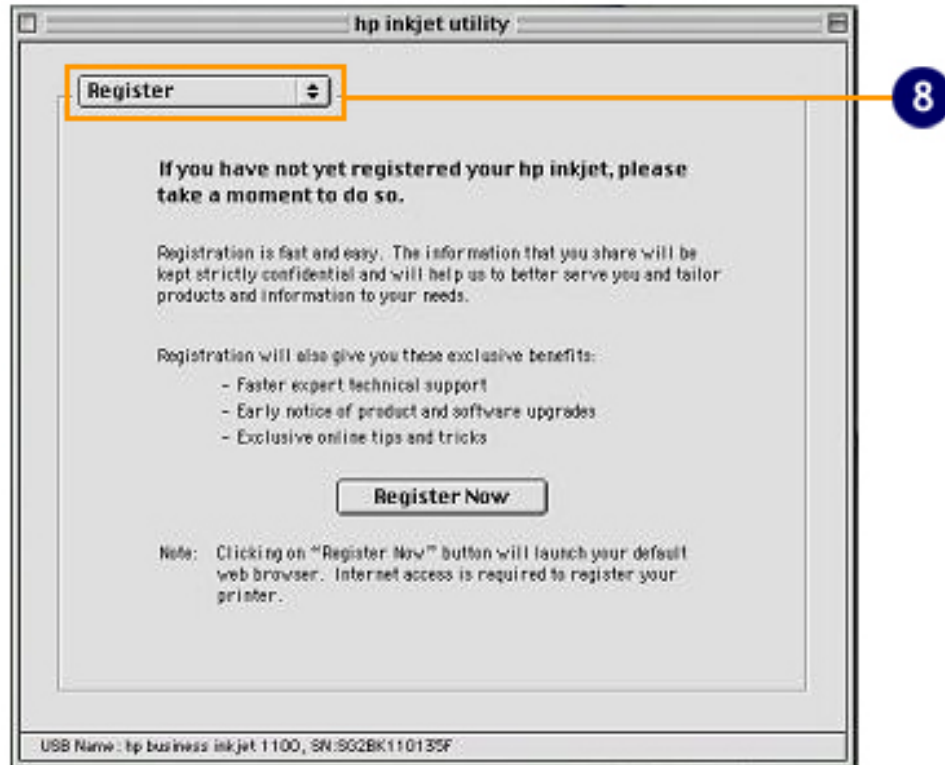 hp inkjet utility
Register
8
If you have not yet registered your hp inkjet, please
take a moment to do so.
Registration is fast and easy. The information that you share will be
kept strictly confidential and will help us to better serve you and tailor
products and information to your needs.
Registration will also give you these exclusive benefits:
- Faster expert technical support
- Early notice of product and software upgrades
- Exclusive online tips and tricks
Register Now
Note: Clicking on "Register Now" button will launch your default
web browser. Internet access is required to register your
printer.
USB Name : hp business inkjet 1100, SN:SG2BK110135F